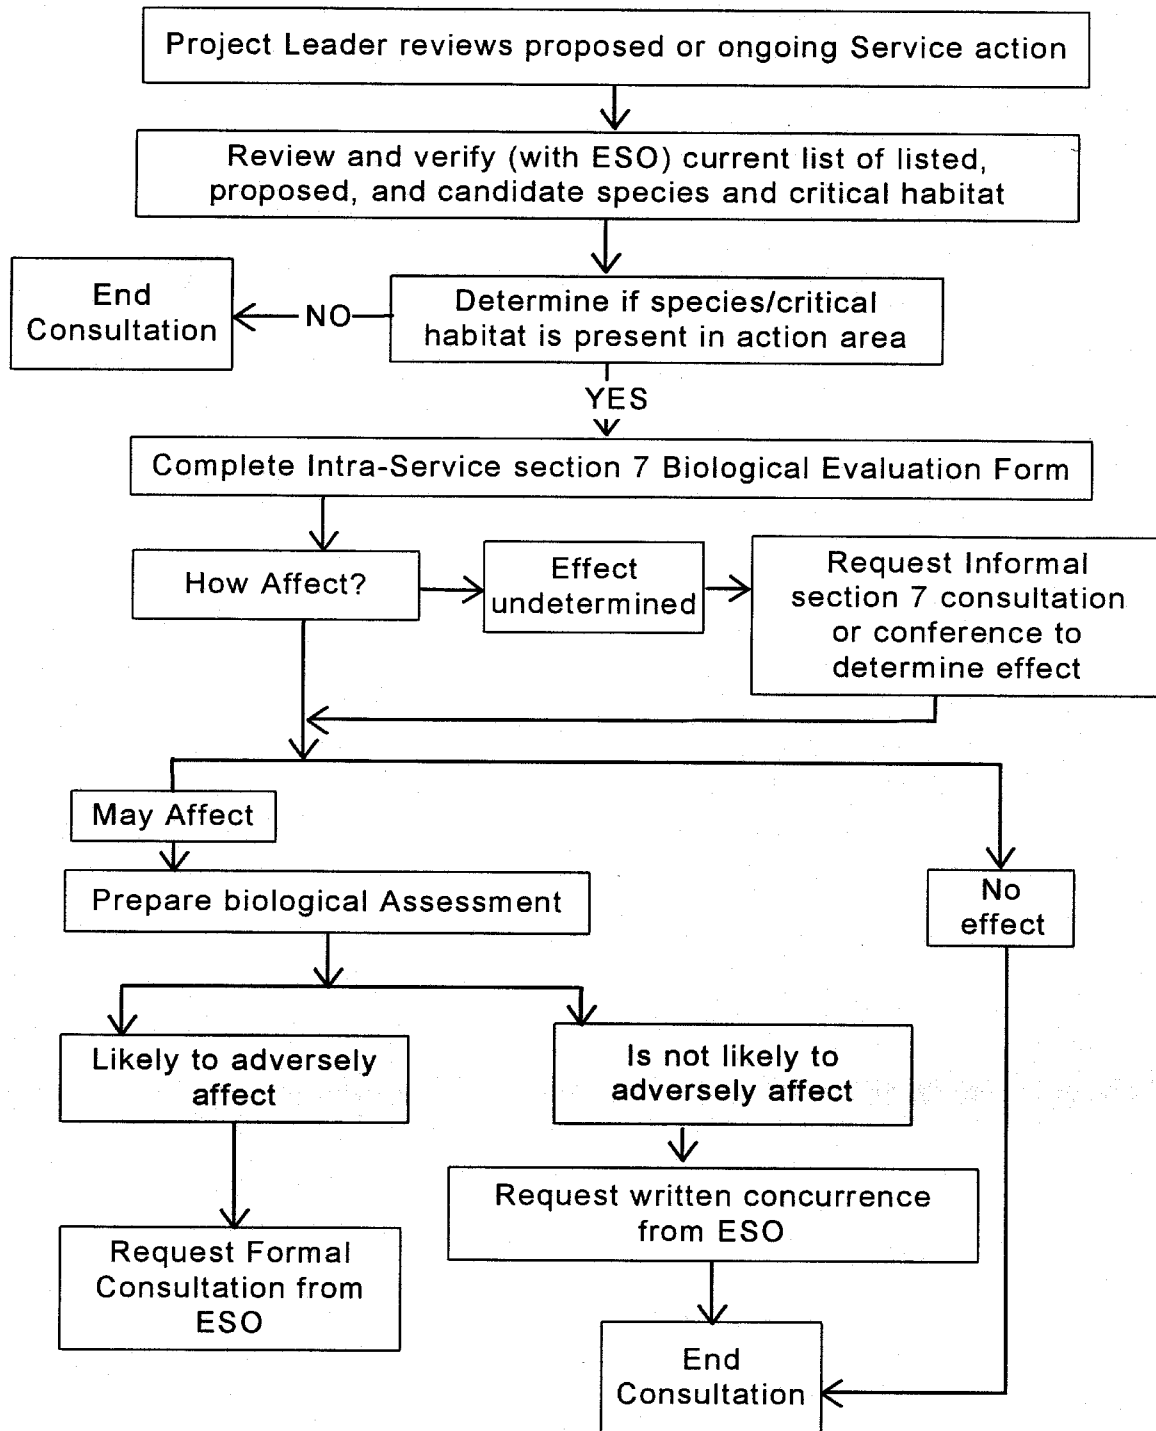 Project Leader reviews proposed or ongoing Service action
Review and verify (with ESO) current list of listed,
proposed, and candidate species and critical habitat
End
Consultation
NO
Determine if species/critical
habitat is present in action area
YES
Complete Intra-Service section 7 Biological Evaluation Form
How Affect?
Effect
undetermined
Request Informal
section 7 consultation
or conference to
determine effect
May Affect
Prepare biological Assessment
No
effect
Likely to adversely
affect
Is not likely to
adversely affect
Request written concurrence
from ESO
Request Formal
Consultation from
ESO
End
Consultation